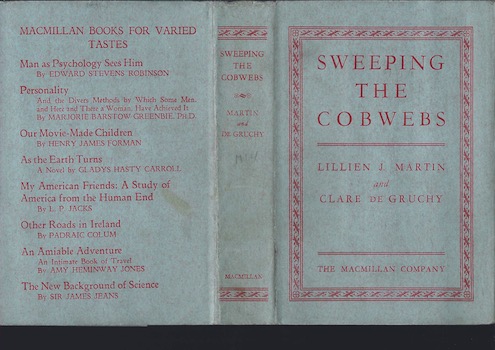 MACMILLAN BOOKS FOR VARIED
TASTES
Man as Psychology Sees Him
By EDWARD STEVENS ROBINSON
Personality
And the Divers Methods by Which Some Men,
and Here and There a Woman, Have Achieved It
By MARJORIE BARSTOW GREENBIE, PH.D.
Our Movie-Made Children
By HENRY JAMES FORMAN
As the Earth Turns
A Novel by GLADYS HASTY CARROLL
My American Friends: A Study of
America from the Human End
By L. P. JACKS
Other Roads in Ireland
By PADRAIC COLUM
An Amiable Adventure
An Intimate Book of Travel
By AMY HEMINWAY JONES
The New Background of Science
By SIR JAMES JEANS
SWEEPING
THE
COBWEBS
MARTIN
and
DE GRUCHY
MACMILLAN
SWEEPING
THE
COBWEBS
LILLIEN J. MARTIN
and
CLARE DE GRUCHY
THE MACMILLAN COMPANY